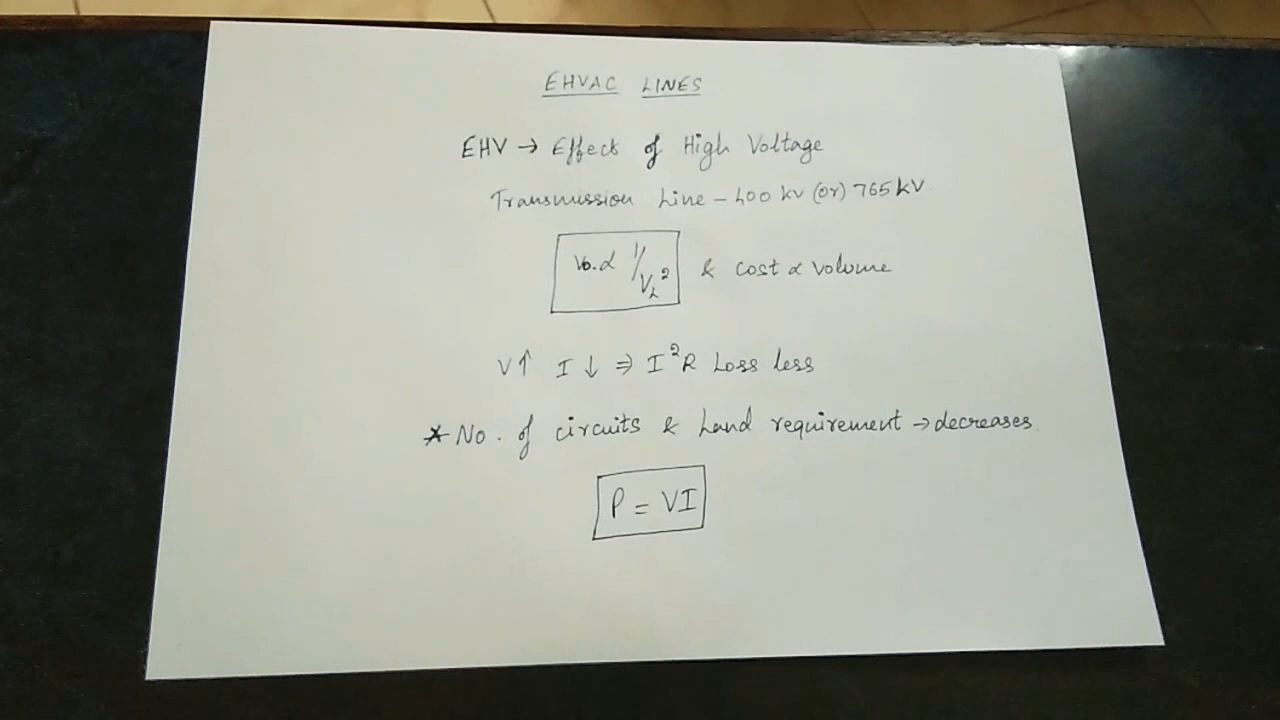 EHVAC LINES
EHV → Effect of High Voltage
Transmission Line - 400 kv (or) 765 kV
Vo. α 1/V_L² & cost α volume
V↑ I ↓ ⇒ I²R Loss less
* No. of circuits & Land requirement → decreases.
P = VI